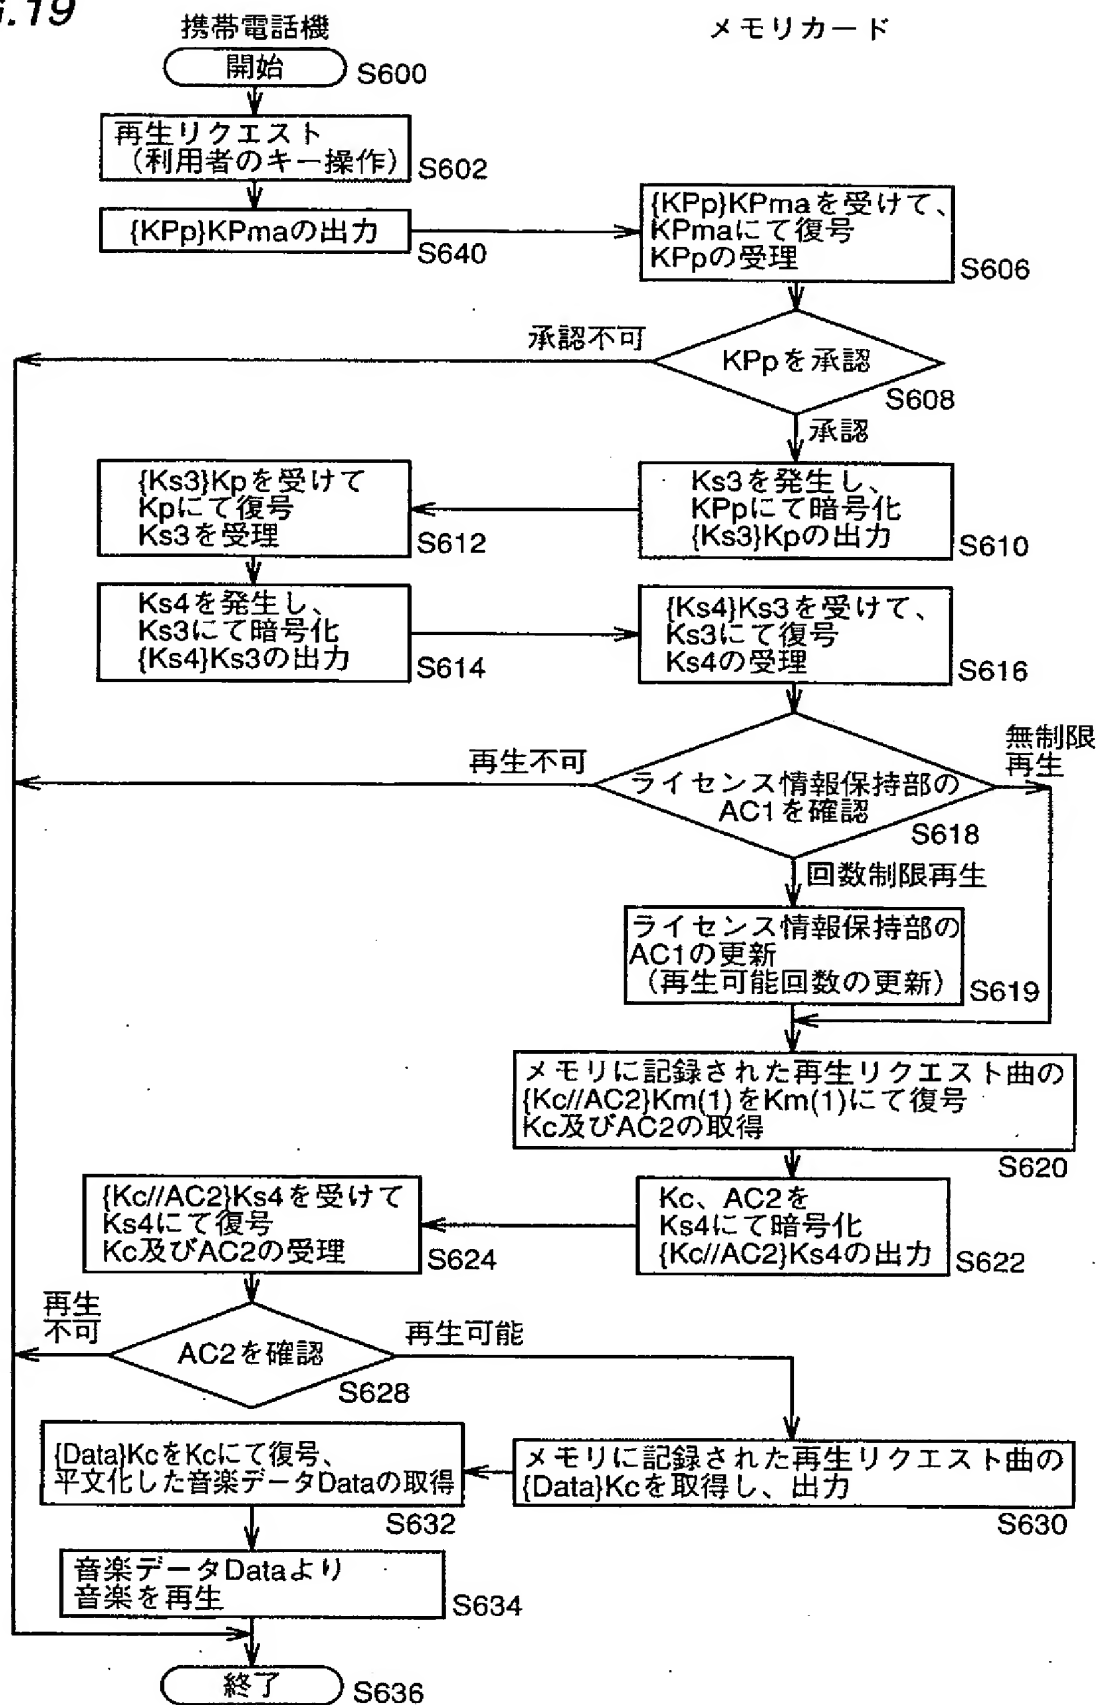 G.19
携帯電話機
メモリカード
開始
S600
再生リクエスト
（利用者のキー操作）
S602
{KPp}KPmaの出力
S640
{KPp}KPmaを受けて、
KPmaにて復号
KPpの受理
S606
承認不可
KPpを承認
S608
承認
{Ks3}Kpを受けて
Kpにて復号
Ks3を受理
S612
Ks3を発生し、
KPpにて暗号化
{Ks3}Kpの出力
S610
Ks4を発生し、
Ks3にて暗号化
{Ks4}Ks3の出力
S614
{Ks4}Ks3を受けて、
Ks3にて復号
Ks4の受理
S616
再生不可
無制限
再生
ライセンス情報保持部の
AC1を確認
S618
回数制限再生
ライセンス情報保持部の
AC1の更新
（再生可能回数の更新）
S619
メモリに記録された再生リクエスト曲の
{Kc//AC2}Km(1)をKm(1)にて復号
Kc及びAC2の取得
S620
{Kc//AC2}Ks4を受けて
Ks4にて復号
Kc及びAC2の受理
S624
Kc、AC2を
Ks4にて暗号化
{Kc//AC2}Ks4の出力
S622
再生
不可
AC2を確認
再生可能
S628
{Data}KcをKcにて復号、
平文化した音楽データDataの取得
S632
メモリに記録された再生リクエスト曲の
{Data}Kcを取得し、出力
S630
音楽データDataより
音楽を再生
S634
終了
S636